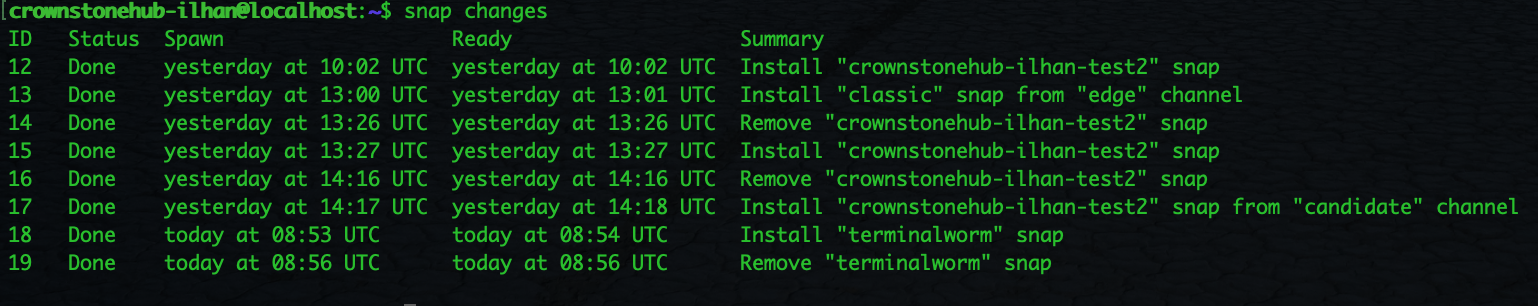 [crownstonehub-ilhan@localhost:~$ snap changes
ID   Status  Spawn                   Ready                   Summary
12   Done    yesterday at 10:02 UTC  yesterday at 10:02 UTC  Install "crownstonehub-ilhan-test2" snap
13   Done    yesterday at 13:00 UTC  yesterday at 13:01 UTC  Install "classic" snap from "edge" channel
14   Done    yesterday at 13:26 UTC  yesterday at 13:26 UTC  Remove "crownstonehub-ilhan-test2" snap
15   Done    yesterday at 13:27 UTC  yesterday at 13:27 UTC  Install "crownstonehub-ilhan-test2" snap
16   Done    yesterday at 14:16 UTC  yesterday at 14:16 UTC  Remove "crownstonehub-ilhan-test2" snap
17   Done    yesterday at 14:17 UTC  yesterday at 14:18 UTC  Install "crownstonehub-ilhan-test2" snap from "candidate" channel
18   Done    today at 08:53 UTC      today at 08:54 UTC      Install "terminalworm" snap
19   Done    today at 08:56 UTC      today at 08:56 UTC      Remove "terminalworm" snap